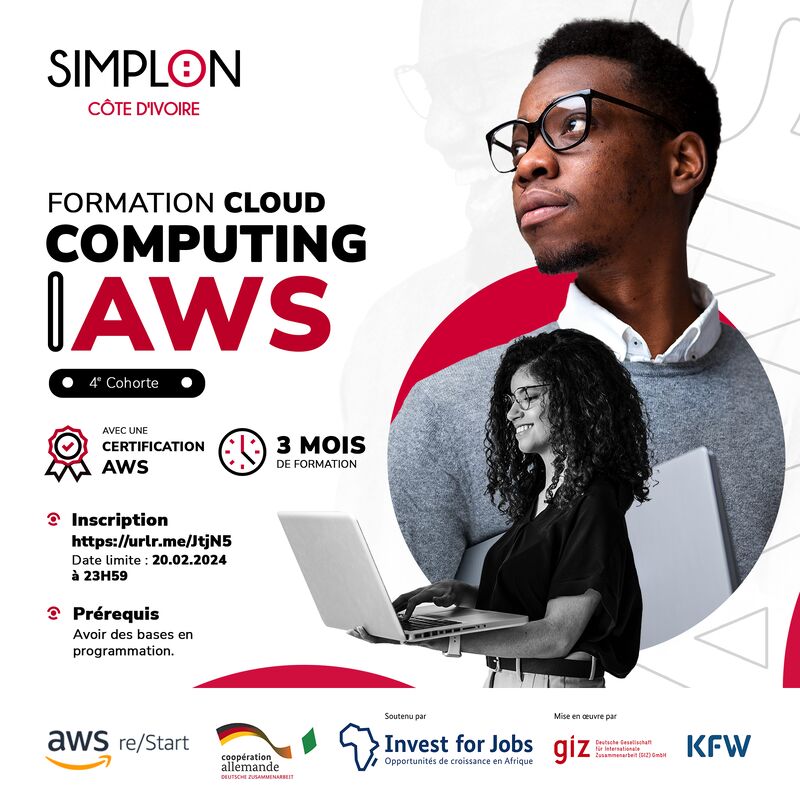 SIMPLON
CÔTE D'IVOIRE
FORMATION CLOUD
COMPUTING
AWS
4e Cohorte
AVEC UNE
CERTIFICATION
AWS
3 MOIS
DE FORMATION
Inscription
https://urlr.me/JtjN5
Date limite : 20.02.2024
à 23H59
Prérequis
Avoir des bases en
programmation.
aws re/Start
coopération
allemande
DEUTSCHE ZUSAMMENARBEIT
Soutenu par
Invest for Jobs
Opportunités de croissance en Afrique
Mise en œuvre par
giz
Deutsche Gesellschaft
für Internationale
Zusammenarbeit (GIZ) GmbH
KFW
AWS